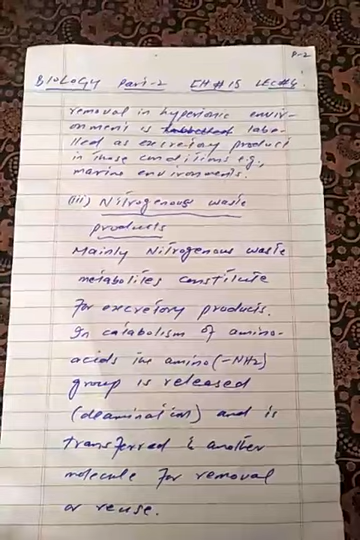 P-2
BIOLOGY Part-2 CH#15 LEC#4.
removal in hypertonic envir-
onment is labe-
lled as excretory product
in those conditions e.g.,
marine environments.
(iii) Nitrogenous waste
products
Mainly Nitrogenous waste
metabolites constitute
for excretory products.
In catabolism of amino-
acids the amino (-NH2)
group is released
(deamination) and is
transferred to another
molecule for removal
or reuse.